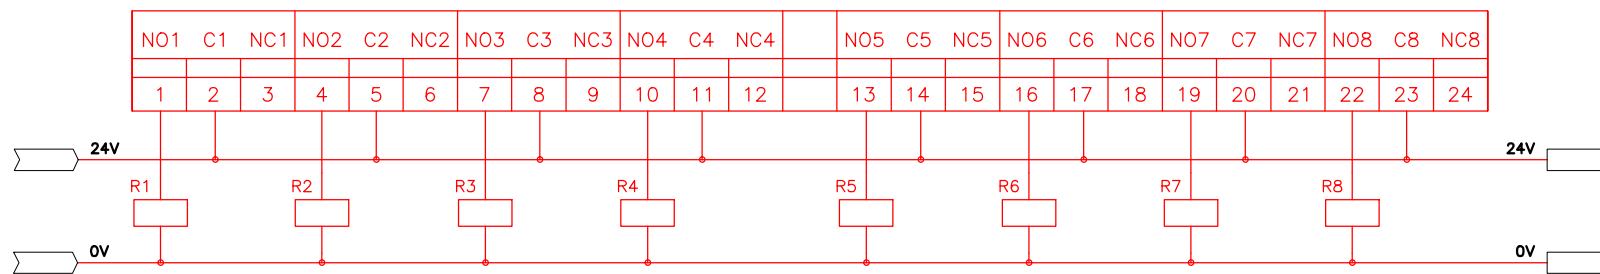 NO1 C1 NC1 NO2 C2 NC2 NO3 C3 NC3 NO4 C4 NC4 NO5 C5 NC5 NO6 C6 NC6 NO7 C7 NC7 NO8 C8 NC8
1 2 3 4 5 6 7 8 9 10 11 12 13 14 15 16 17 18 19 20 21 22 23 24
24V 24V
R1 R2 R3 R4 R5 R6 R7 R8
0V 0V